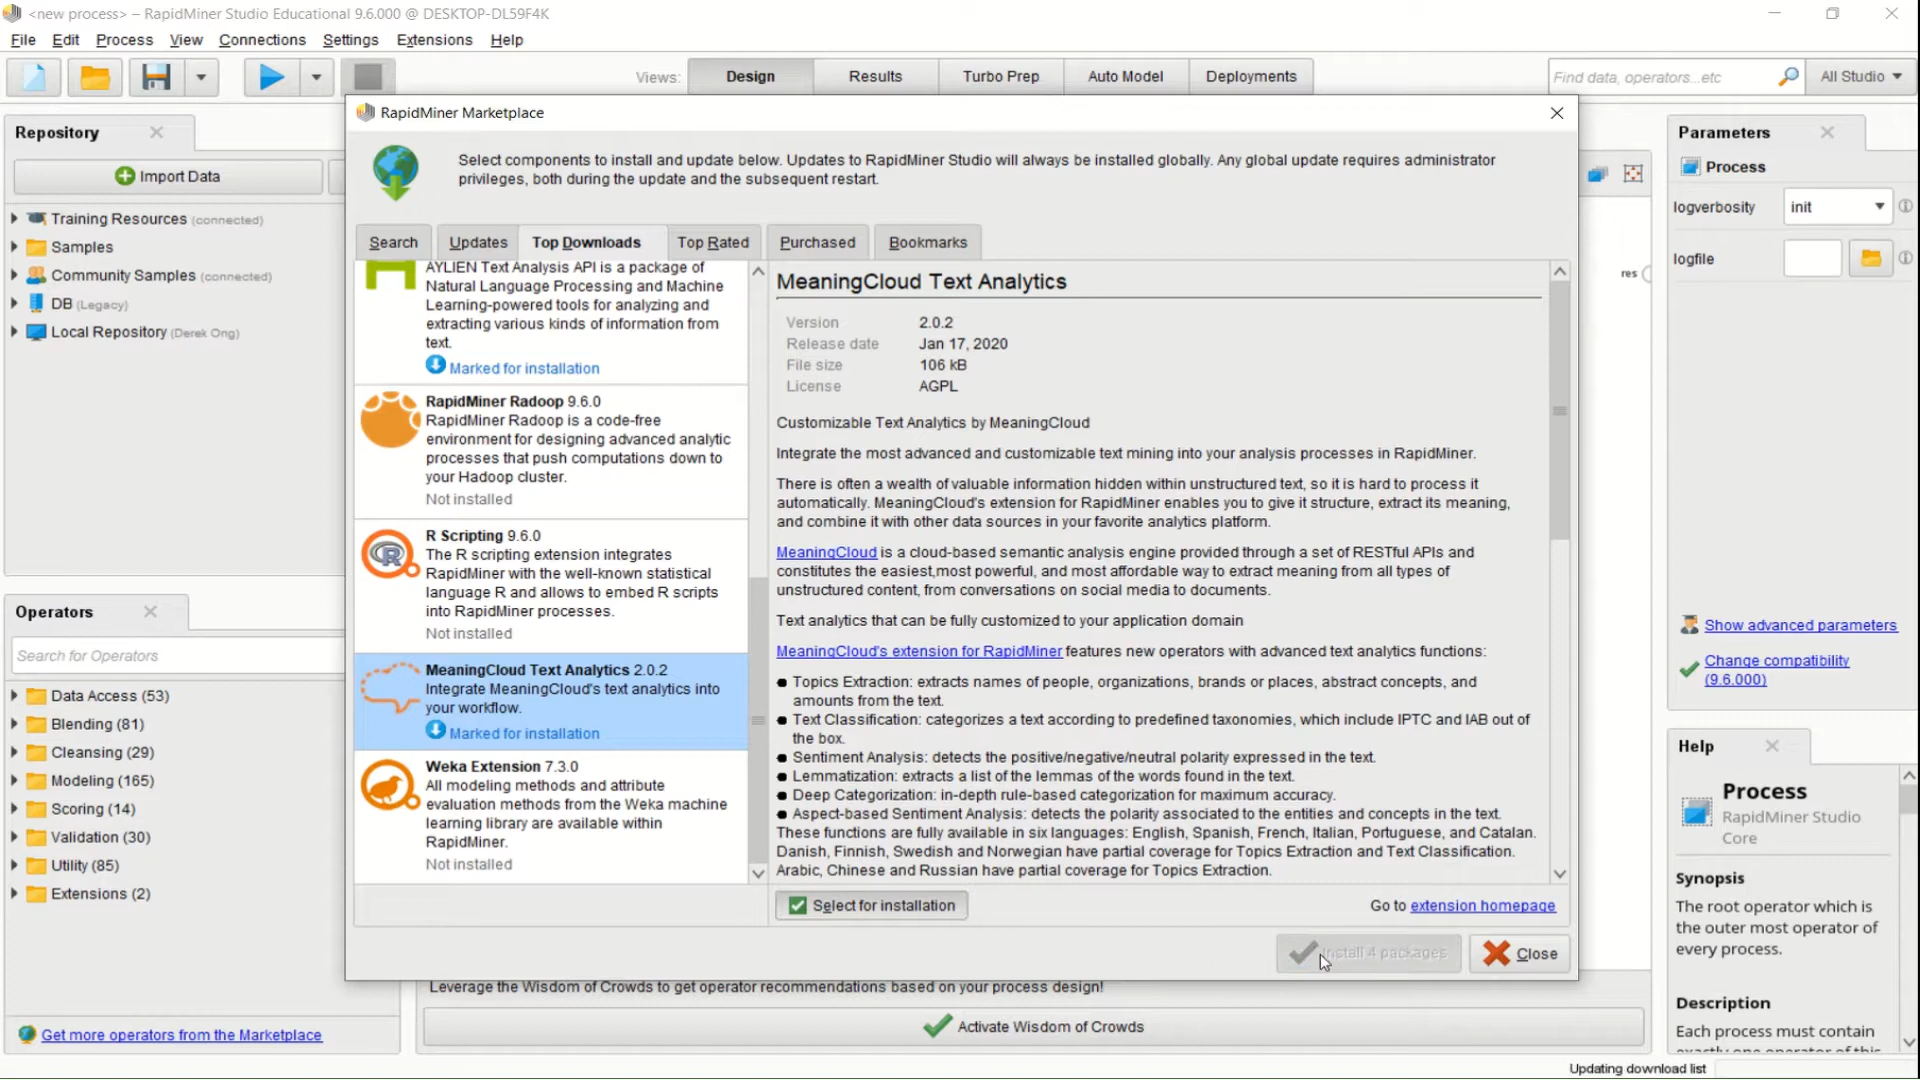 <new process> – RapidMiner Studio Educational 9.6.000 @ DESKTOP-DL59F4K
File Edit Process View Connections Settings Extensions Help
Views: Design Results Turbo Prep Auto Model Deployments
Find data, operators...etc All Studio
Repository
Import Data
Training Resources (connected)
Samples
Community Samples (connected)
DB (Legacy)
Local Repository (Derek Ong)
Operators
Search for Operators
Data Access (53)
Blending (81)
Cleansing (29)
Modeling (165)
Scoring (14)
Validation (30)
Utility (85)
Extensions (2)
Get more operators from the Marketplace
RapidMiner Marketplace
Select components to install and update below. Updates to RapidMiner Studio will always be installed globally. Any global update requires administrator
privileges, both during the update and the subsequent restart.
Search Updates Top Downloads Top Rated Purchased Bookmarks
AYLIEN Text Analysis API is a package of
Natural Language Processing and Machine
Learning-powered tools for analyzing and
extracting various kinds of information from
text.
Marked for installation
RapidMiner Radoop 9.6.0
RapidMiner Radoop is a code-free
environment for designing advanced analytic
processes that push computations down to
your Hadoop cluster.
Not installed
R Scripting 9.6.0
The R scripting extension integrates
RapidMiner with the well-known statistical
language R and allows to embed R scripts
into RapidMiner processes.
Not installed
MeaningCloud Text Analytics 2.0.2
Integrate MeaningCloud's text analytics into
your workflow.
Marked for installation
Weka Extension 7.3.0
All modeling methods and attribute
evaluation methods from the Weka machine
learning library are available within
RapidMiner.
Not installed
MeaningCloud Text Analytics
Version 2.0.2
Release date Jan 17, 2020
File size 106 kB
License AGPL
Customizable Text Analytics by MeaningCloud
Integrate the most advanced and customizable text mining into your analysis processes in RapidMiner.
There is often a wealth of valuable information hidden within unstructured text, so it is hard to process it
automatically. MeaningCloud's extension for RapidMiner enables you to give it structure, extract its meaning,
and combine it with other data sources in your favorite analytics platform.
MeaningCloud is a cloud-based semantic analysis engine provided through a set of RESTful APIs and
constitutes the easiest,most powerful, and most affordable way to extract meaning from all types of
unstructured content, from conversations on social media to documents.
Text analytics that can be fully customized to your application domain
MeaningCloud's extension for RapidMiner features new operators with advanced text analytics functions:
● Topics Extraction: extracts names of people, organizations, brands or places, abstract concepts, and
amounts from the text.
● Text Classification: categorizes a text according to predefined taxonomies, which include IPTC and IAB out of
the box.
● Sentiment Analysis: detects the positive/negative/neutral polarity expressed in the text.
● Lemmatization: extracts a list of the lemmas of the words found in the text.
● Deep Categorization: in-depth rule-based categorization for maximum accuracy.
● Aspect-based Sentiment Analysis: detects the polarity associated to the entities and concepts in the text.
These functions are fully available in six languages: English, Spanish, French, Italian, Portuguese, and Catalan.
Danish, Finnish, Swedish and Norwegian have partial coverage for Topics Extraction and Text Classification.
Arabic, Chinese and Russian have partial coverage for Topics Extraction.
Select for installation
Go to extension homepage
Install 4 packages
Close
Leverage the Wisdom of Crowds to get operator recommendations based on your process design!
Activate Wisdom of Crowds
res
Parameters
Process
logverbosity init
logfile
Show advanced parameters
Change compatibility
(9.6.000)
Help
Process
RapidMiner Studio
Core
Synopsis
The root operator which is
the outer most operator of
every process.
Description
Each process must contain
exactly one operator of this
Updating download list